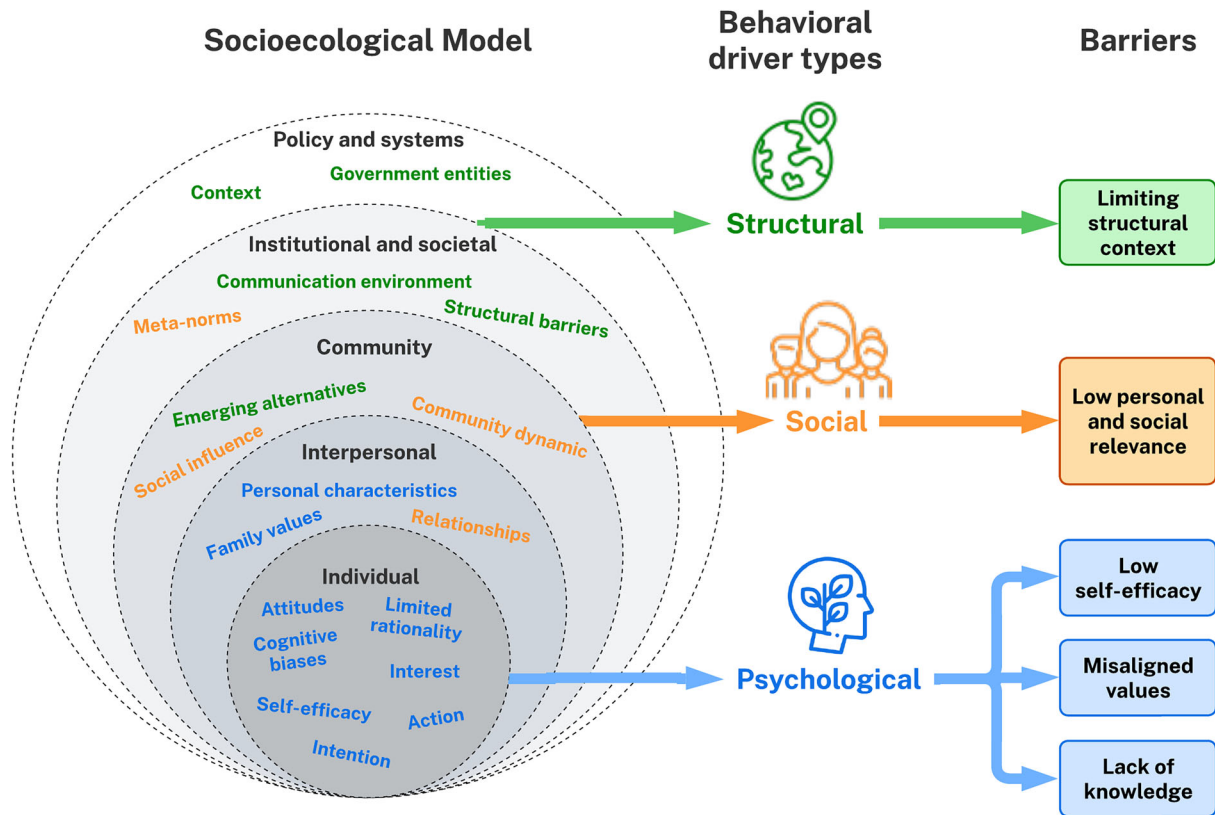 Socioecological Model
Behavioral
driver types
Barriers
Policy and systems
Government entities
Context
Institutional and societal
Communication environment
Meta-norms
Structural barriers
Community
Emerging alternatives
Community dynamic
Social influence
Interpersonal
Personal characteristics
Family values
Relationships
Individual
Attitudes
Limited
rationality
Cognitive
biases
Interest
Self-efficacy
Action
Intention
Structural
Social
Psychological
Limiting
structural
context
Low personal
and social
relevance
Low
self-efficacy
Misaligned
values
Lack of
knowledge